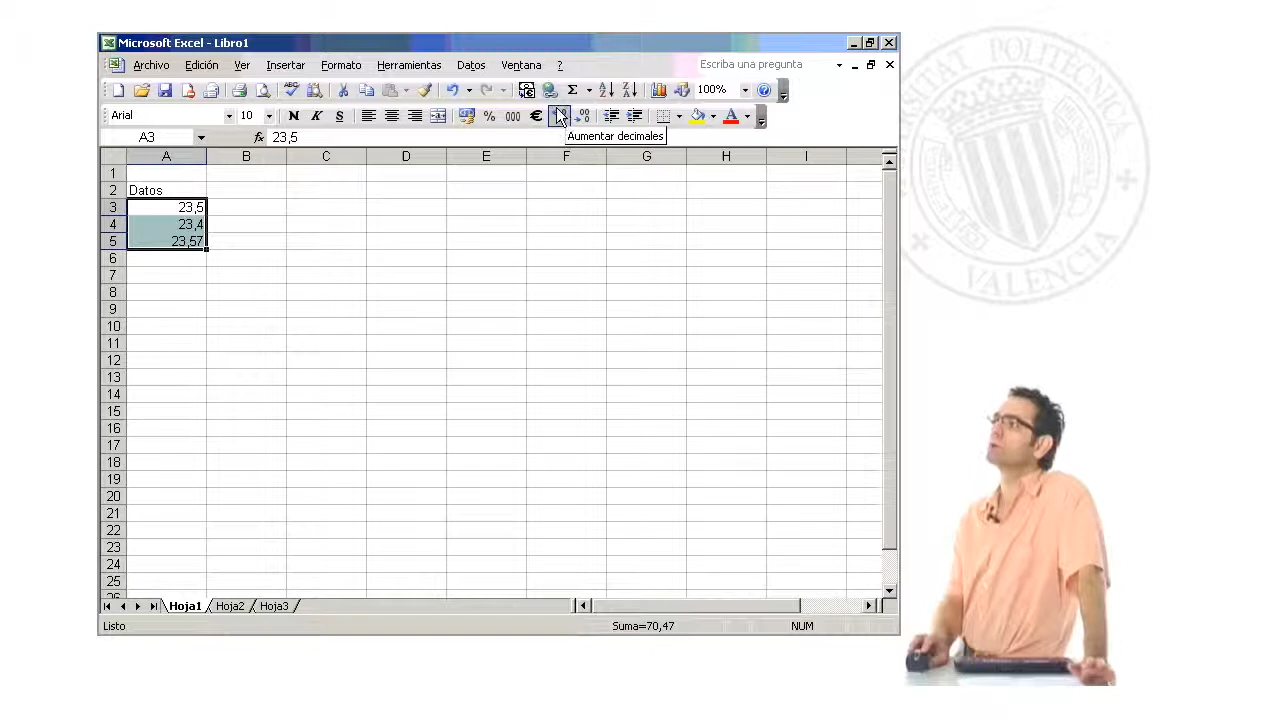 Microsoft Excel - Libro1
Archivo Edición Ver Insertar Formato Herramientas Datos Ventana ? Escriba una pregunta
100%
Arial 10 N K S % 000 €
Aumentar decimales
A3 fx 23,5
A B C D E F G H I
1
2 Datos
3 23,5
4 23,4
5 23,57
6
7
8
9
10
11
12
13
14
15
16
17
18
19
20
21
22
23
24
25
26
Hoja1 Hoja2 Hoja3
Listo Suma=70,47 NUM
POLITECNICA
VALENCIA